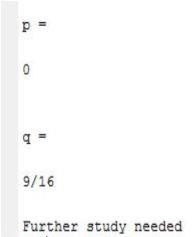 p =
0
q =
9/16
Further study needed